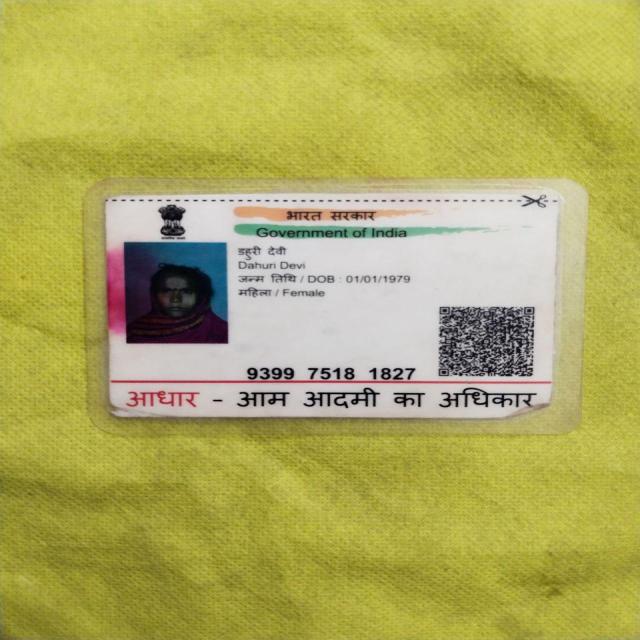 भारत सरकार
Government of India
डहुरी देवी
Dahuri Devi
जन्म तिथि / DOB : 01/01/1979
महिला / Female
9399 7518 1827
आधार - आम आदमी का अधिकार